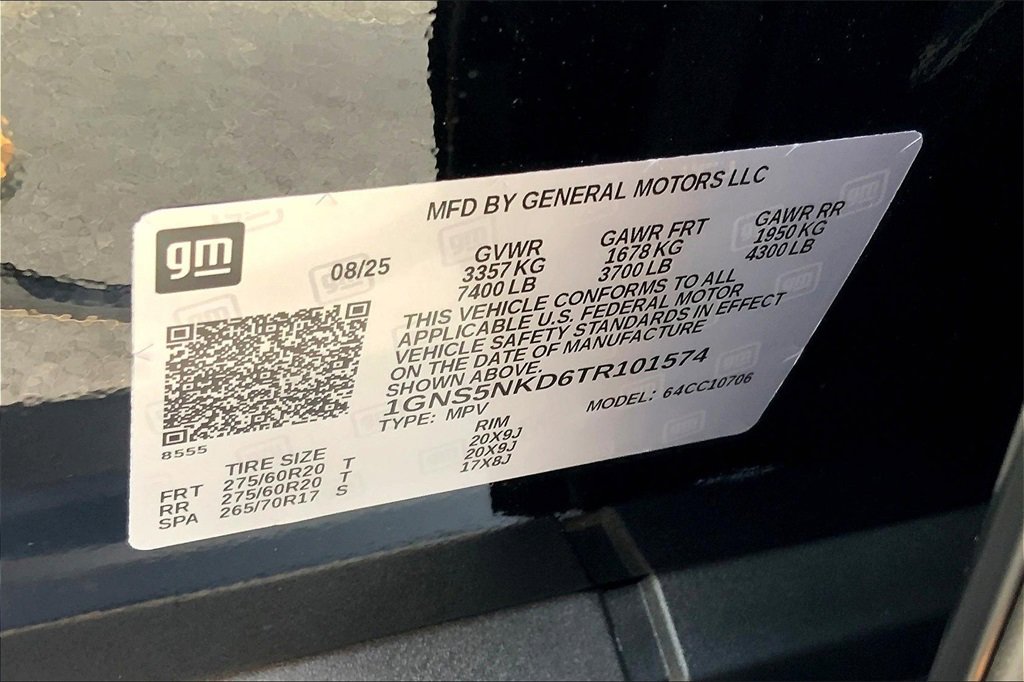 MFD BY GENERAL MOTORS LLC
gm
08/25
GVWR
3357 KG
7400 LB
GAWR FRT
1678 KG
3700 LB
GAWR RR
1950 KG
4300 LB
THIS VEHICLE CONFORMS TO ALL
APPLICABLE U.S. FEDERAL MOTOR
VEHICLE SAFETY STANDARDS IN EFFECT
ON THE DATE OF MANUFACTURE
SHOWN ABOVE.
1GNS5NKD6TR101574
TYPE: MPV
MODEL: 64CC10706
8555
TIRE SIZE RIM
FRT 275/60R20 T 20X9J
RR 275/60R20 T 20X9J
SPA 265/70R17 S 17X8J